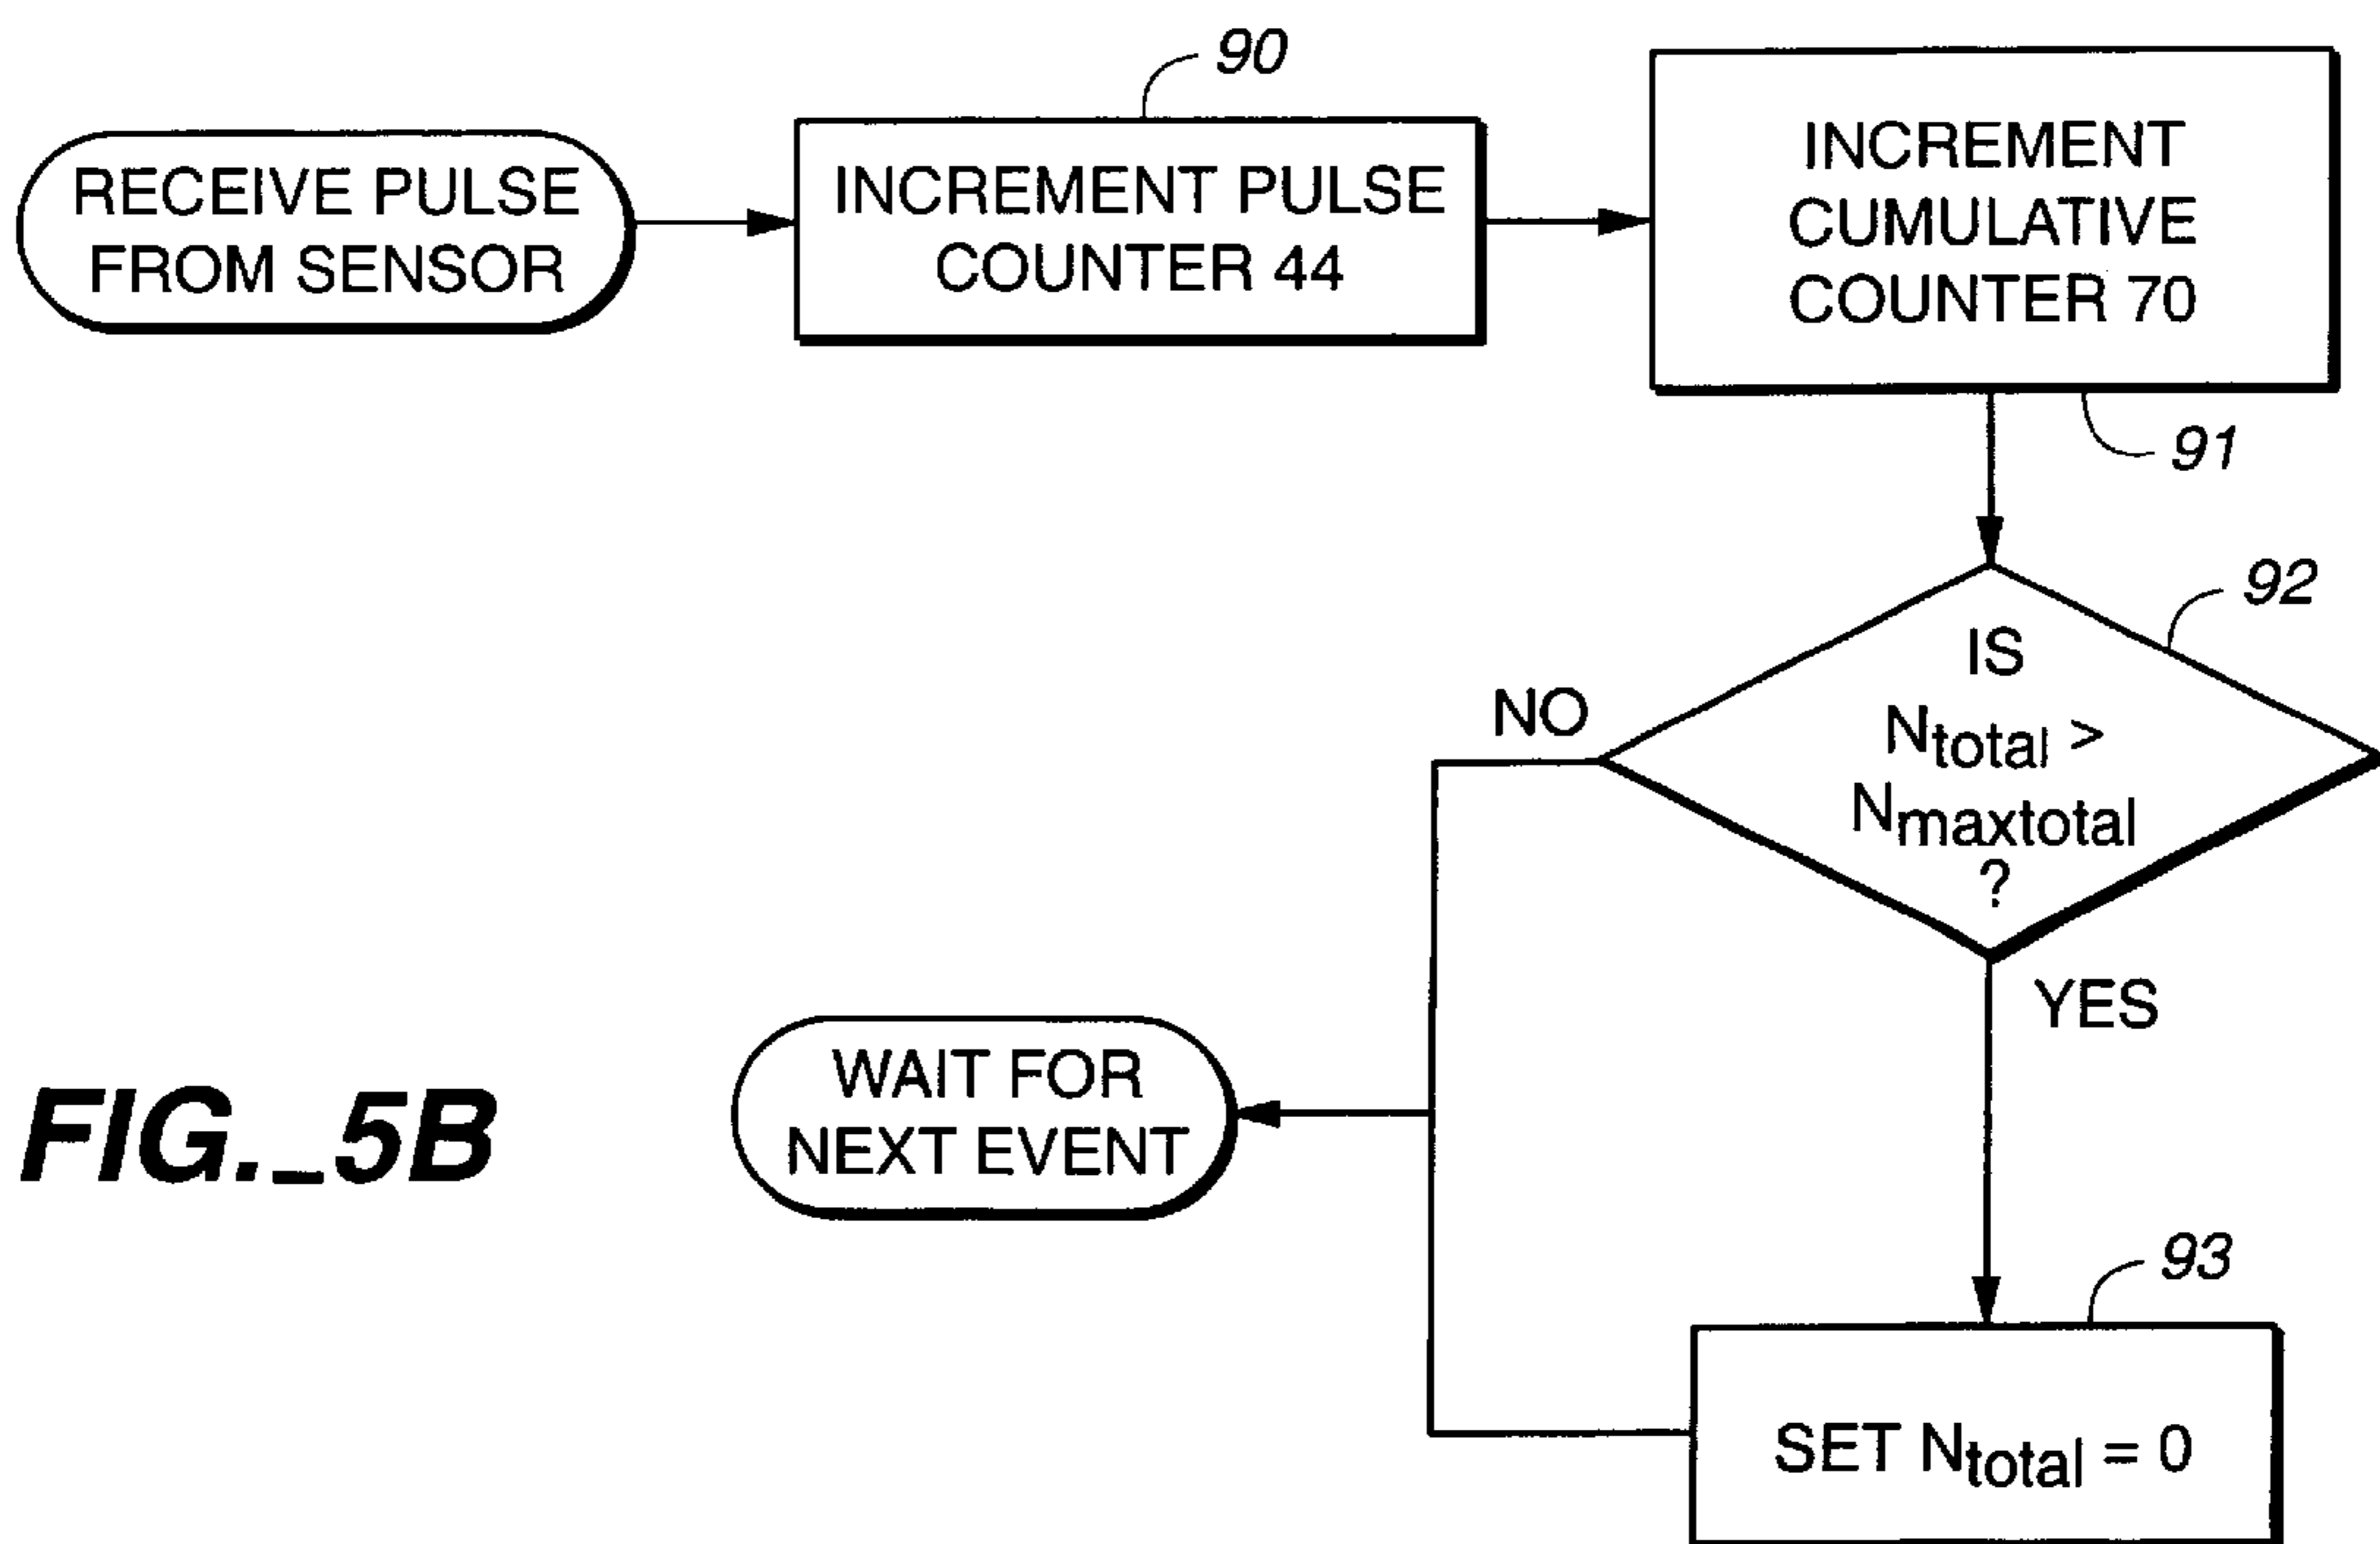 90
RECEIVE PULSE
FROM SENSOR
INCREMENT PULSE
COUNTER 44
INCREMENT
CUMULATIVE
COUNTER 70
91
92
IS
Ntotal >
Nmaxtotal
?
NO
YES
WAIT FOR
NEXT EVENT
FIG._5B
93
SET Ntotal = 0